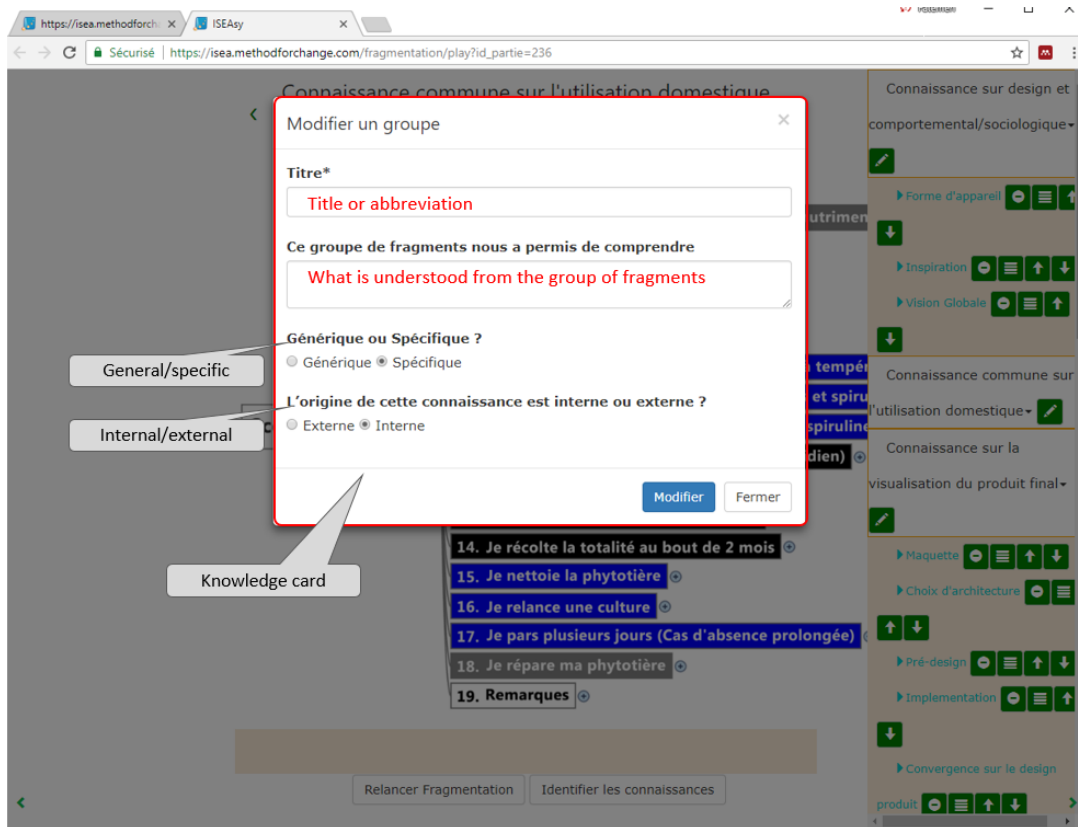 https://isea.methodforch
ISEAsy
Sécurisé | https://isea.methodforchange.com/fragmentation/play?id_partie=236
Connaissance commune sur l'utilisation domestique
Modifier un groupe
Titre*
Title or abbreviation
Ce groupe de fragments nous a permis de comprendre
What is understood from the group of fragments
Générique ou Spécifique ?
Générique Spécifique
General/specific
L'origine de cette connaissance est interne ou externe ?
Internal/external
Externe Interne
Modifier Fermer
Knowledge card
utrimen
tempér
et spiru
spiruline
dien)
14. Je récolte la totalité au bout de 2 mois
15. Je nettoie la phytotière
16. Je relance une culture
17. Je pars plusieurs jours (Cas d'absence prolongée)
18. Je répare ma phytotière
19. Remarques
Relancer Fragmentation Identifier les connaissances
Connaissance sur design et
comportemental/sociologique
Forme d'appareil
Inspiration
Vision Globale
Connaissance commune sur
l'utilisation domestique
Connaissance sur la
visualisation du produit final
Maquette
Choix d'architecture
Pré-design
Implementation
Convergence sur le design
produit